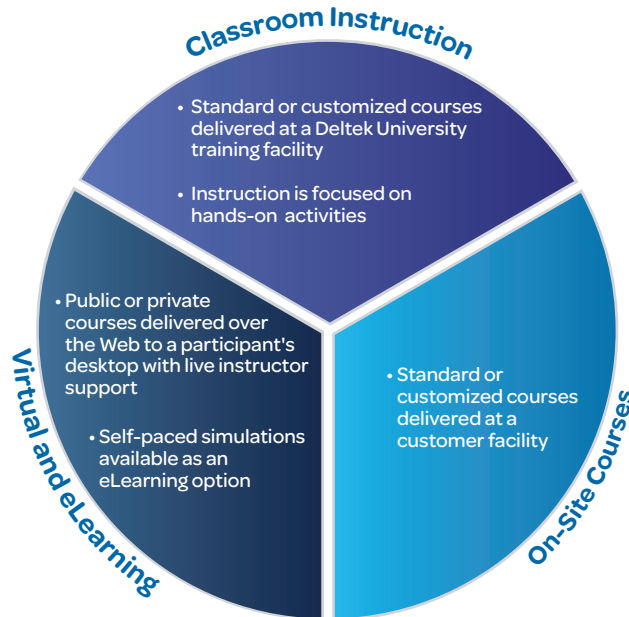 Classroom Instruction
• Standard or customized courses
delivered at a Deltek University
training facility
• Instruction is focused on
hands-on activities
Virtual and eLearning
• Public or private
courses delivered over
the Web to a participant's
desktop with live instructor
support
• Self-paced simulations
available as an
eLearning option
On-Site Courses
• Standard or
customized courses
delivered at a
customer facility